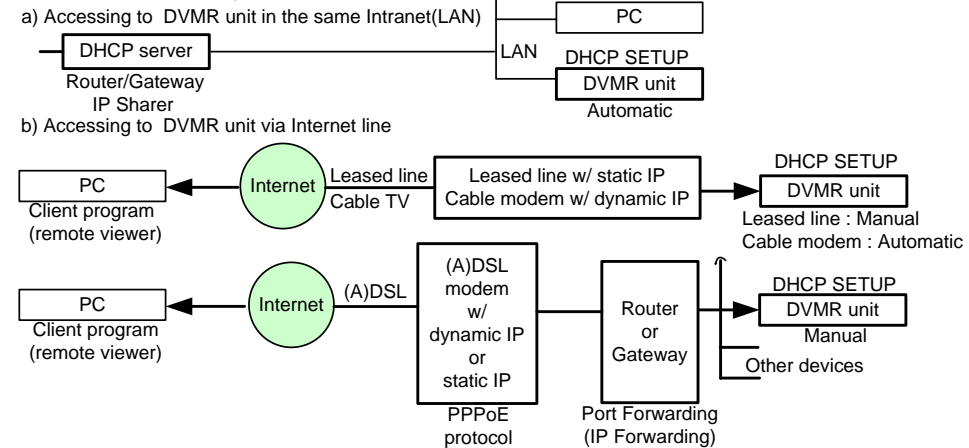 a) Accessing to DVMR unit in the same Intranet(LAN)
PC
DHCP server
LAN
DHCP SETUP
DVMR unit
Router/Gateway
IP Sharer
Automatic
b) Accessing to DVMR unit via Internet line
PC
Client program
(remote viewer)
Internet
Leased line
Cable TV
Leased line w/ static IP
Cable modem w/ dynamic IP
DHCP SETUP
DVMR unit
Leased line : Manual
Cable modem : Automatic
PC
Client program
(remote viewer)
Internet
(A)DSL
(A)DSL
modem
w/
dynamic IP
or
static IP
PPPoE
protocol
Router
or
Gateway
Port Forwarding
(IP Forwarding)
DHCP SETUP
DVMR unit
Manual
Other devices